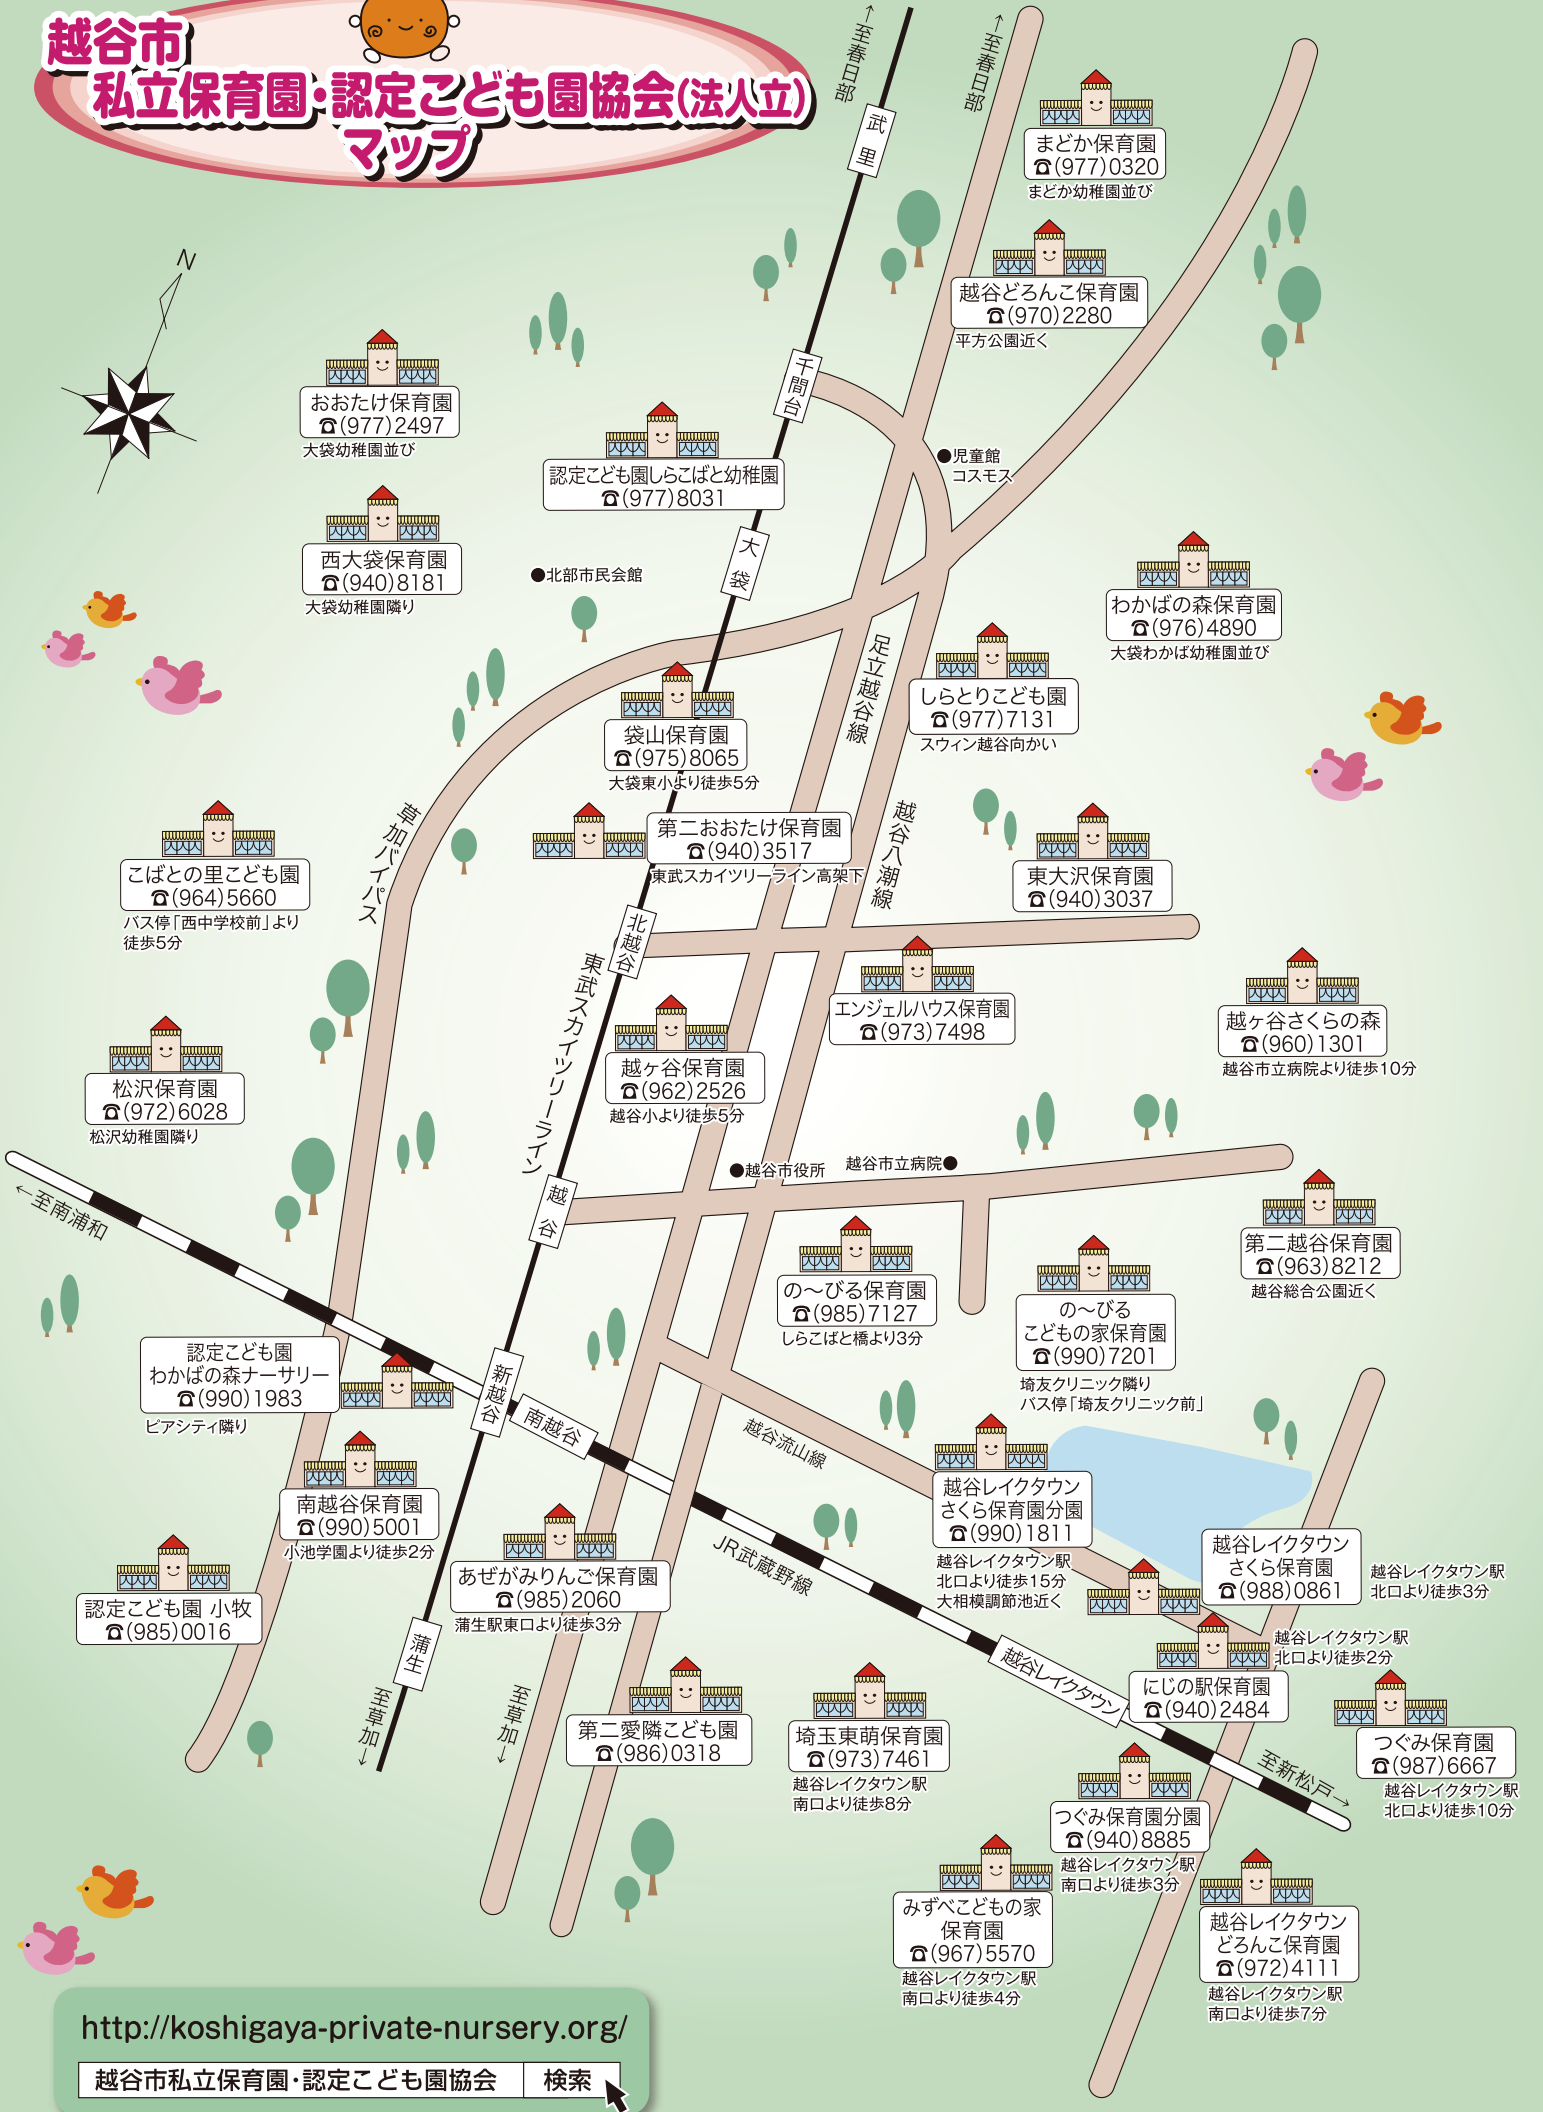 越谷市
私立保育園・認定こども園協会(法人立)
マップ
←至春日部
←至春日部
武里
まどか保育園
☎(977)0320
まどか幼稚園並び
越谷どろんこ保育園
☎(970)2280
平方公園近く
N
千間台
おおたけ保育園
☎(977)2497
大袋幼稚園並び
認定こども園しらこばと幼稚園
☎(977)8031
●児童館
コスモス
西大袋保育園
☎(940)8181
大袋幼稚園隣り
大袋
●北部市民会館
わかばの森保育園
☎(976)4890
大袋わかば幼稚園並び
足立越谷線
しらとりこども園
☎(977)7131
スウィン越谷向かい
袋山保育園
☎(975)8065
大袋東小より徒歩5分
草加バイパス
第二おおたけ保育園
☎(940)3517
東武スカイツリーライン高架下
越谷八潮線
東大沢保育園
☎(940)3037
こばとの里こども園
☎(964)5660
バス停「西中学校前」より
徒歩5分
北越谷
東武スカイツリーライン
エンジェルハウス保育園
☎(973)7498
越ヶ谷さくらの森
☎(960)1301
越谷市立病院より徒歩10分
越ヶ谷保育園
☎(962)2526
越谷小より徒歩5分
松沢保育園
☎(972)6028
松沢幼稚園隣り
←至南浦和
●越谷市役所
越谷市立病院●
越谷
の〜びる保育園
☎(985)7127
しらこばと橋より3分
の〜びる
こどもの家保育園
☎(990)7201
埼友クリニック隣り
バス停「埼友クリニック前」
第二越谷保育園
☎(963)8212
越谷総合公園近く
認定こども園
わかばの森ナーサリー
☎(990)1983
ピアシティ隣り
新越谷
南越谷
越谷流山線
南越谷保育園
☎(990)5001
小池学園より徒歩2分
越谷レイクタウン
さくら保育園分園
☎(990)1811
越谷レイクタウン駅
北口より徒歩15分
大相模調節池近く
越谷レイクタウン
さくら保育園
☎(988)0861
越谷レイクタウン駅
北口より徒歩3分
JR武蔵野線
あぜがみりんご保育園
☎(985)2060
蒲生駅東口より徒歩3分
認定こども園 小牧
☎(985)0016
蒲生
越谷レイクタウン
越谷レイクタウン駅
北口より徒歩2分
にじの駅保育園
☎(940)2484
至草加→
至草加→
第二愛隣こども園
☎(986)0318
埼玉東萌保育園
☎(973)7461
越谷レイクタウン駅
南口より徒歩8分
つぐみ保育園
☎(987)6667
越谷レイクタウン駅
北口より徒歩10分
至新松戸→
つぐみ保育園分園
☎(940)8885
越谷レイクタウン駅
南口より徒歩3分
みずべこどもの家
保育園
☎(967)5570
越谷レイクタウン駅
南口より徒歩4分
越谷レイクタウン
どろんこ保育園
☎(972)4111
越谷レイクタウン駅
南口より徒歩7分
http://koshigaya-private-nursery.org/
越谷市私立保育園・認定こども園協会 検索